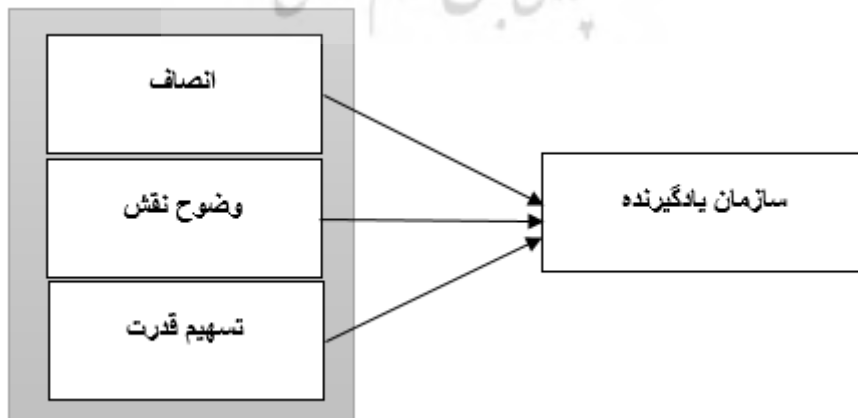 انصاف
وضوح نقش
تسهیم قدرت
سازمان یادگیرنده